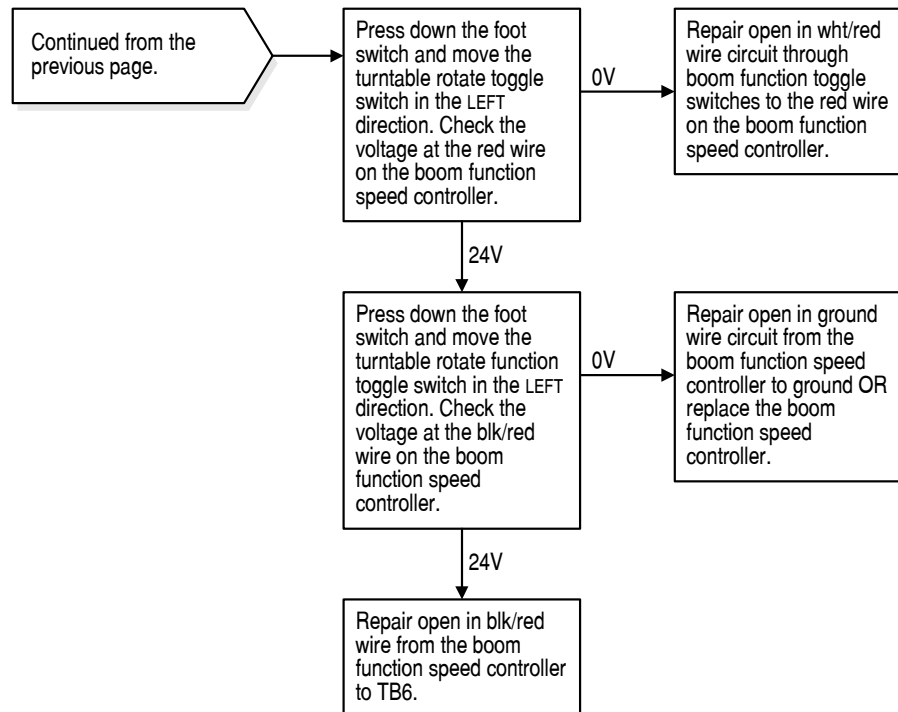 Continued from the
previous page.
Press down the foot
switch and move the
turntable rotate toggle
switch in the LEFT
direction. Check the
voltage at the red wire
on the boom function
speed controller.
0V
Repair open in wht/red
wire circuit through
boom function toggle
switches to the red wire
on the boom function
speed controller.
24V
Press down the foot
switch and move the
turntable rotate function
toggle switch in the LEFT
direction. Check the
voltage at the blk/red
wire on the boom
function speed
controller.
0V
Repair open in ground
wire circuit from the
boom function speed
controller to ground OR
replace the boom
function speed
controller.
24V
Repair open in blk/red
wire from the boom
function speed controller
to TB6.